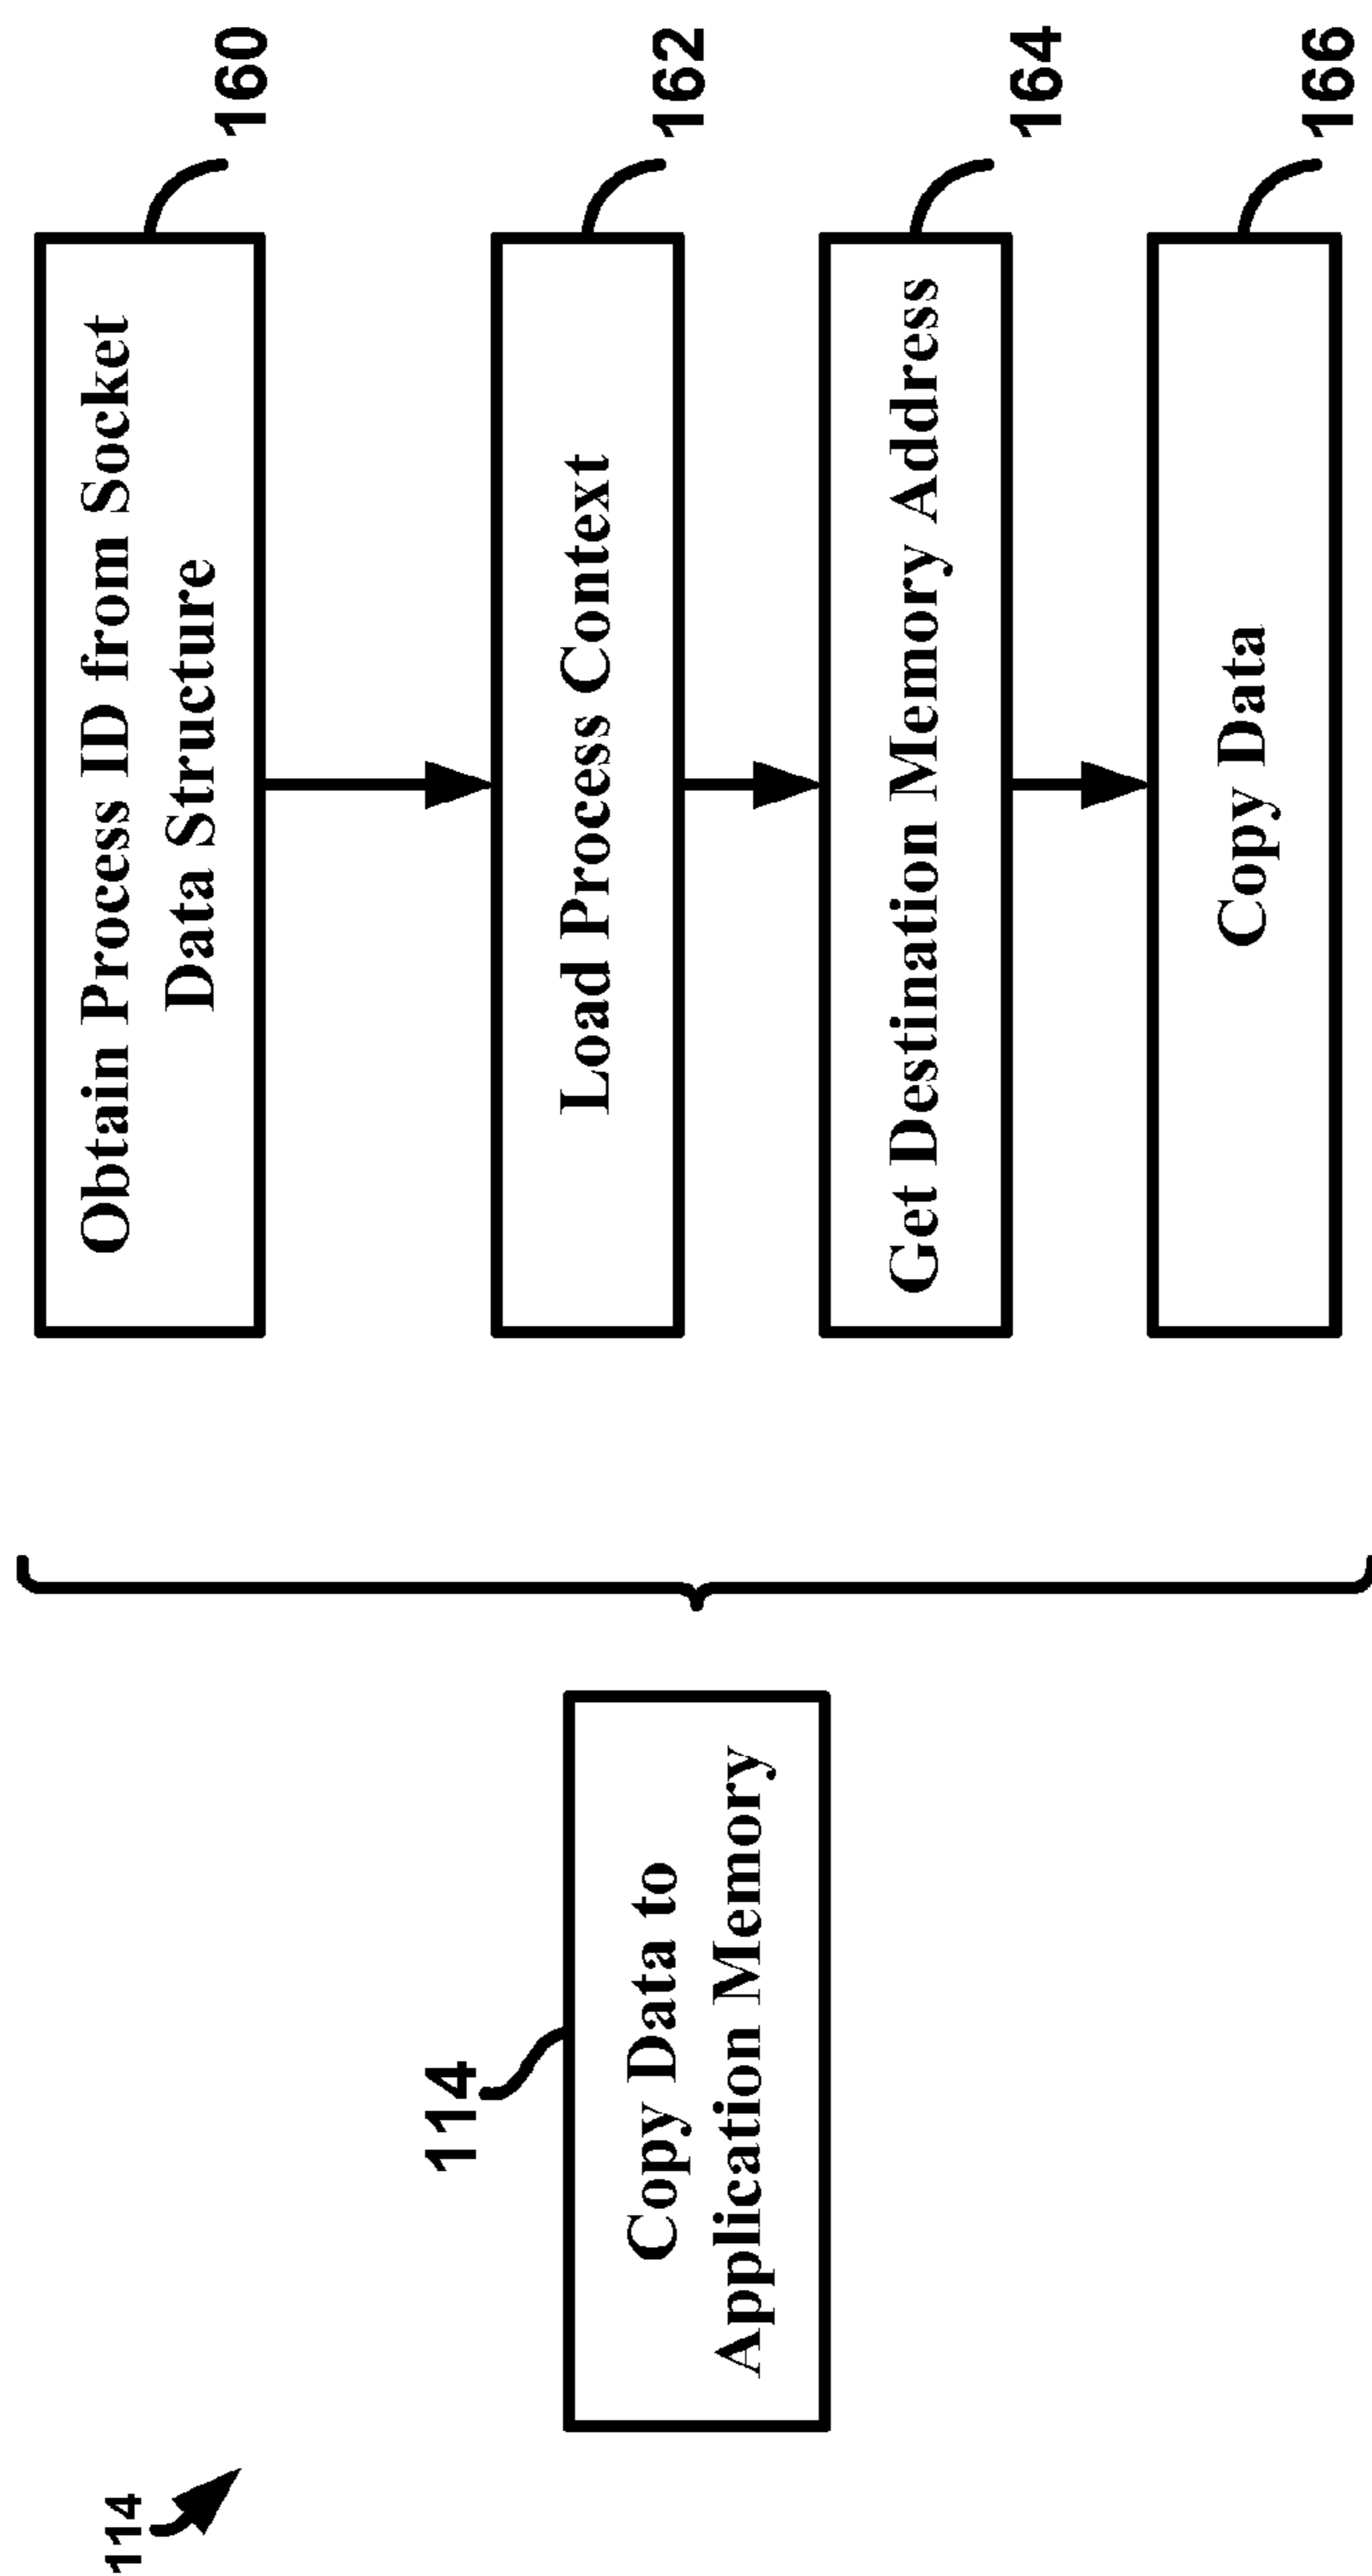 114
114
Copy Data to
Application Memory
Obtain Process ID from Socket
Data Structure
160
Load Process Context
162
Get Destination Memory Address
164
Copy Data
166